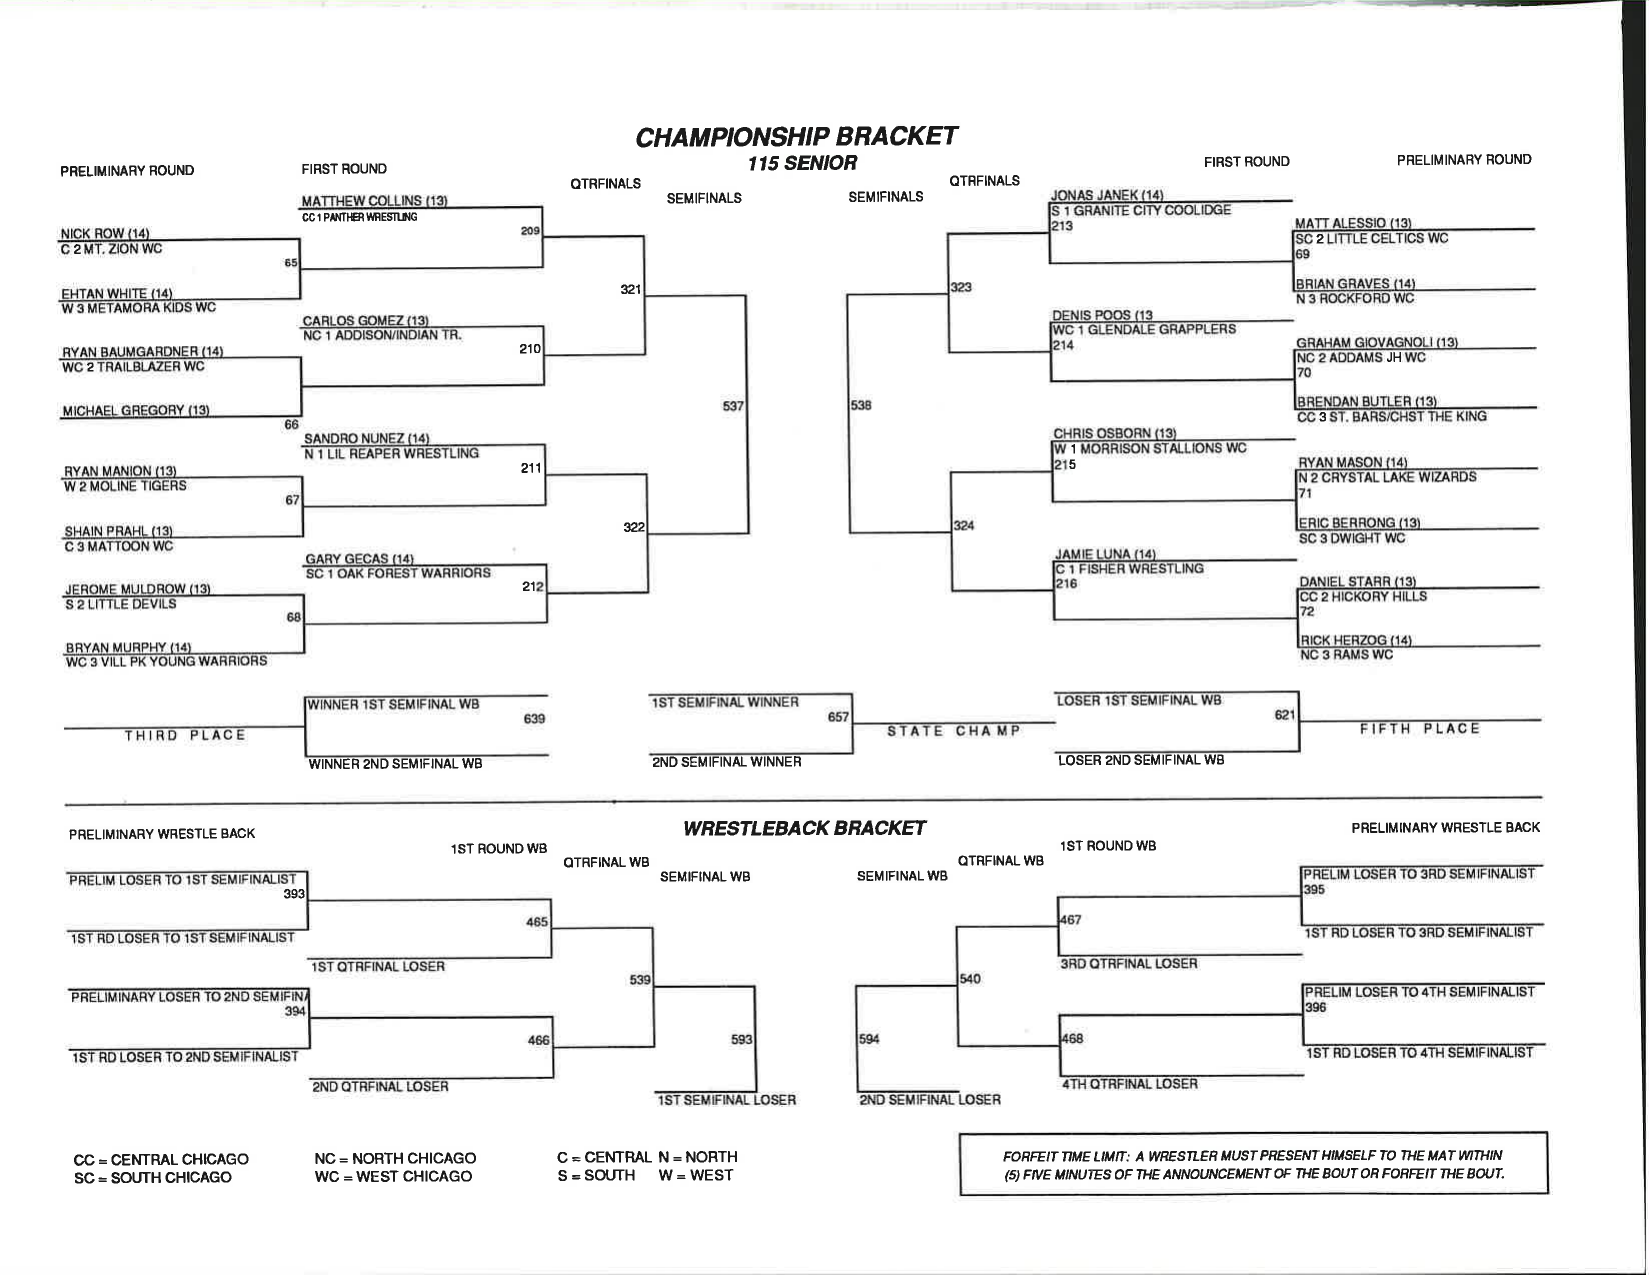 CHAMPIONSHIP BRACKET
115 SENIOR
PRELIMINARY ROUND
FIRST ROUND
QTRFINALS
SEMIFINALS
SEMIFINALS
QTRFINALS
FIRST ROUND
PRELIMINARY ROUND
MATTHEW COLLINS (13)
CC 1 PANTHER WRESTLING
209
NICK ROW (14)
C 2 MT. ZION WC
65
EHTAN WHITE (14)
W 3 METAMORA KIDS WC
321
CARLOS GOMEZ (13)
NC 1 ADDISON/INDIAN TR.
210
RYAN BAUMGARDNER (14)
WC 2 TRAILBLAZER WC
MICHAEL GREGORY (13)
66
537
SANDRO NUNEZ (14)
N 1 LIL REAPER WRESTLING
211
RYAN MANION (13)
W 2 MOLINE TIGERS
67
SHAIN PRAHL (13)
C 3 MATTOON WC
322
GARY GECAS (14)
SC 1 OAK FOREST WARRIORS
212
JEROME MULDROW (13)
S 2 LITTLE DEVILS
68
BRYAN MURPHY (14)
WC 3 VILL PK YOUNG WARRIORS
JONAS JANEK (14)
S 1 GRANITE CITY COOLIDGE
213
MATT ALESSIO (13)
SC 2 LITTLE CELTICS WC
69
BRIAN GRAVES (14)
N 3 ROCKFORD WC
323
DENIS POOS (13
WC 1 GLENDALE GRAPPLERS
214
GRAHAM GIOVAGNOLI (13)
NC 2 ADDAMS JH WC
70
BRENDAN BUTLER (13)
CC 3 ST. BARS/CHST THE KING
538
CHRIS OSBORN (13)
W 1 MORRISON STALLIONS WC
215
RYAN MASON (14)
N 2 CRYSTAL LAKE WIZARDS
71
ERIC BERRONG (13)
SC 3 DWIGHT WC
324
JAMIE LUNA (14)
C 1 FISHER WRESTLING
216
DANIEL STARR (13)
CC 2 HICKORY HILLS
72
RICK HERZOG (14)
NC 3 RAMS WC
WINNER 1ST SEMIFINAL WB
639
THIRD PLACE
WINNER 2ND SEMIFINAL WB
1ST SEMIFINAL WINNER
657
STATE CHAMP
2ND SEMIFINAL WINNER
LOSER 1ST SEMIFINAL WB
621
FIFTH PLACE
LOSER 2ND SEMIFINAL WB
WRESTLEBACK BRACKET
PRELIMINARY WRESTLE BACK
1ST ROUND WB
QTRFINAL WB
SEMIFINAL WB
SEMIFINAL WB
QTRFINAL WB
1ST ROUND WB
PRELIMINARY WRESTLE BACK
PRELIM LOSER TO 1ST SEMIFINALIST
393
1ST RD LOSER TO 1ST SEMIFINALIST
465
1ST QTRFINAL LOSER
539
PRELIMINARY LOSER TO 2ND SEMIFINA
394
1ST RD LOSER TO 2ND SEMIFINALIST
466
2ND QTRFINAL LOSER
593
1ST SEMIFINAL LOSER
PRELIM LOSER TO 3RD SEMIFINALIST
395
1ST RD LOSER TO 3RD SEMIFINALIST
467
3RD QTRFINAL LOSER
540
PRELIM LOSER TO 4TH SEMIFINALIST
396
1ST RD LOSER TO 4TH SEMIFINALIST
468
4TH QTRFINAL LOSER
594
2ND SEMIFINAL LOSER
CC = CENTRAL CHICAGO
SC = SOUTH CHICAGO
NC = NORTH CHICAGO
WC = WEST CHICAGO
C = CENTRAL N = NORTH
S = SOUTH W = WEST
FORFEIT TIME LIMIT: A WRESTLER MUST PRESENT HIMSELF TO THE MAT WITHIN
(5) FIVE MINUTES OF THE ANNOUNCEMENT OF THE BOUT OR FORFEIT THE BOUT.